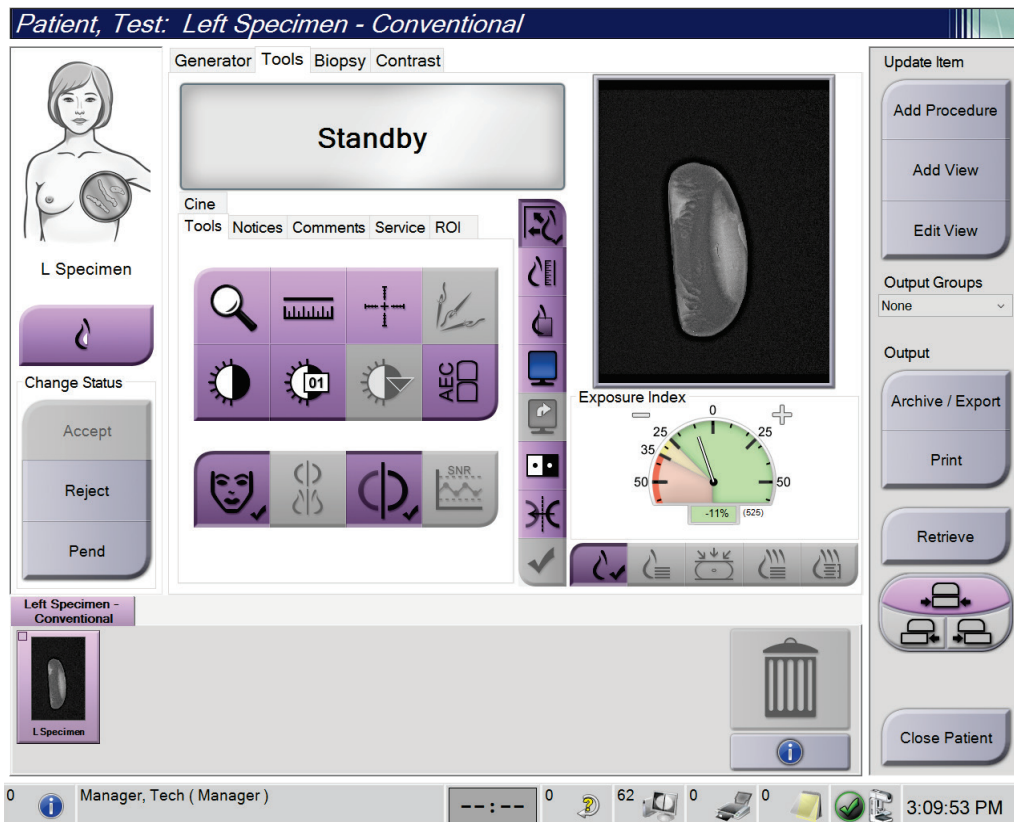 Patient, Test:  Left Specimen - Conventional
Generator Tools Biopsy Contrast
Standby
Cine
Tools Notices Comments Service ROI
L Specimen
Change Status
Accept
Reject
Pend
01
AEC
SNR
Exposure Index
0
25 25
35
50 50
-11% (525)
Update Item
Add Procedure
Add View
Edit View
Output Groups
None
Output
Archive / Export
Print
Retrieve
Close Patient
Left Specimen -
Conventional
L Specimen
0 Manager, Tech ( Manager ) --:-- 0 62 0 0 3:09:53 PM